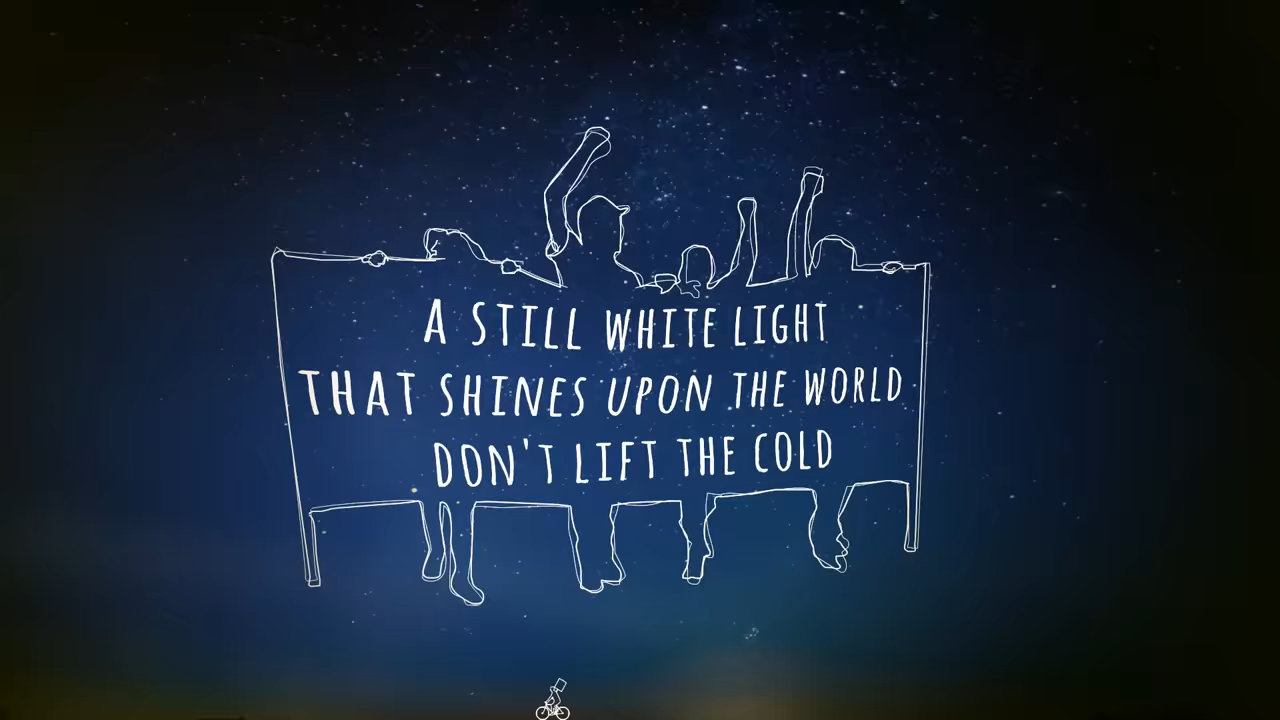 A STILL WHITE LIGHT
THAT SHINES UPON THE WORLD
DON'T LIFT THE COLD